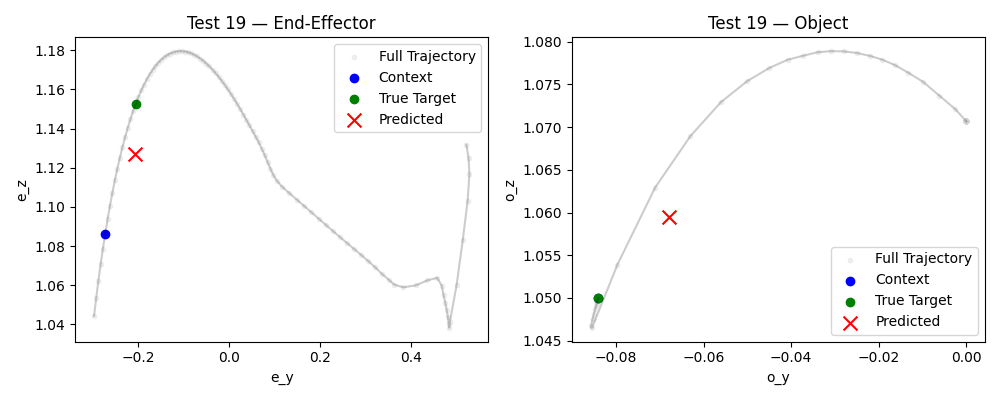 Test 19 — End-Effector
e_z
1.18
1.16
1.14
1.12
1.10
1.08
1.06
1.04
−0.2
0.0
0.2
0.4
e_y
Full Trajectory
Context
True Target
Predicted
Test 19 — Object
o_z
1.080
1.075
1.070
1.065
1.060
1.055
1.050
1.045
−0.08
−0.06
−0.04
−0.02
0.00
o_y
Full Trajectory
Context
True Target
Predicted